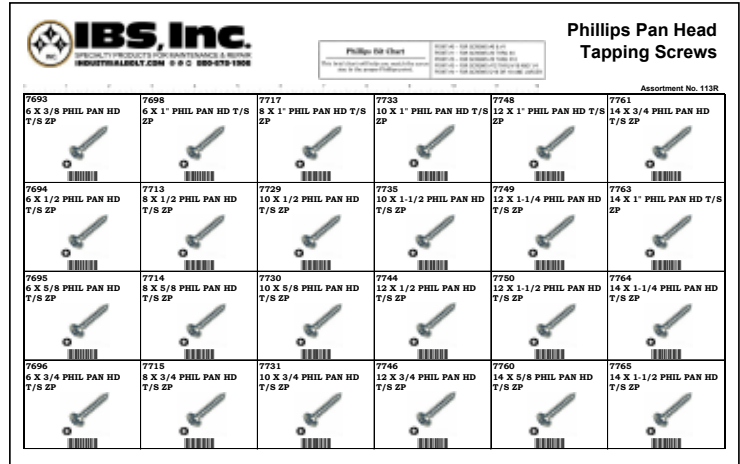 IBS, Inc.
INC
SPECIALTY PRODUCTS FOR MAINTENANCE & REPAIR
INDUSTRIALBOLT.COM
Phillips Bit Chart
Phillips Pan Head
Tapping Screws
Assortment No. 113R
7693
6 X 3/8 PHIL PAN HD
T/S ZP
7698
6 X 1" PHIL PAN HD T/S
ZP
7717
8 X 1" PHIL PAN HD T/S
ZP
7733
10 X 1" PHIL PAN HD T/S
ZP
7748
12 X 1" PHIL PAN HD T/S
ZP
7761
14 X 3/4 PHIL PAN HD
T/S ZP
7694
6 X 1/2 PHIL PAN HD
T/S ZP
7713
8 X 1/2 PHIL PAN HD
T/S ZP
7729
10 X 1/2 PHIL PAN HD
T/S ZP
7735
10 X 1-1/2 PHIL PAN HD
T/S ZP
7749
12 X 1-1/4 PHIL PAN HD
T/S ZP
7763
14 X 1" PHIL PAN HD T/S
ZP
7695
6 X 5/8 PHIL PAN HD
T/S ZP
7714
8 X 5/8 PHIL PAN HD
T/S ZP
7730
10 X 5/8 PHIL PAN HD
T/S ZP
7744
12 X 1/2 PHIL PAN HD
T/S ZP
7750
12 X 1-1/2 PHIL PAN HD
T/S ZP
7764
14 X 1-1/4 PHIL PAN HD
T/S ZP
7696
6 X 3/4 PHIL PAN HD
T/S ZP
7715
8 X 3/4 PHIL PAN HD
T/S ZP
7731
10 X 3/4 PHIL PAN HD
T/S ZP
7746
12 X 3/4 PHIL PAN HD
T/S ZP
7760
14 X 5/8 PHIL PAN HD
T/S ZP
7765
14 X 1-1/2 PHIL PAN HD
T/S ZP